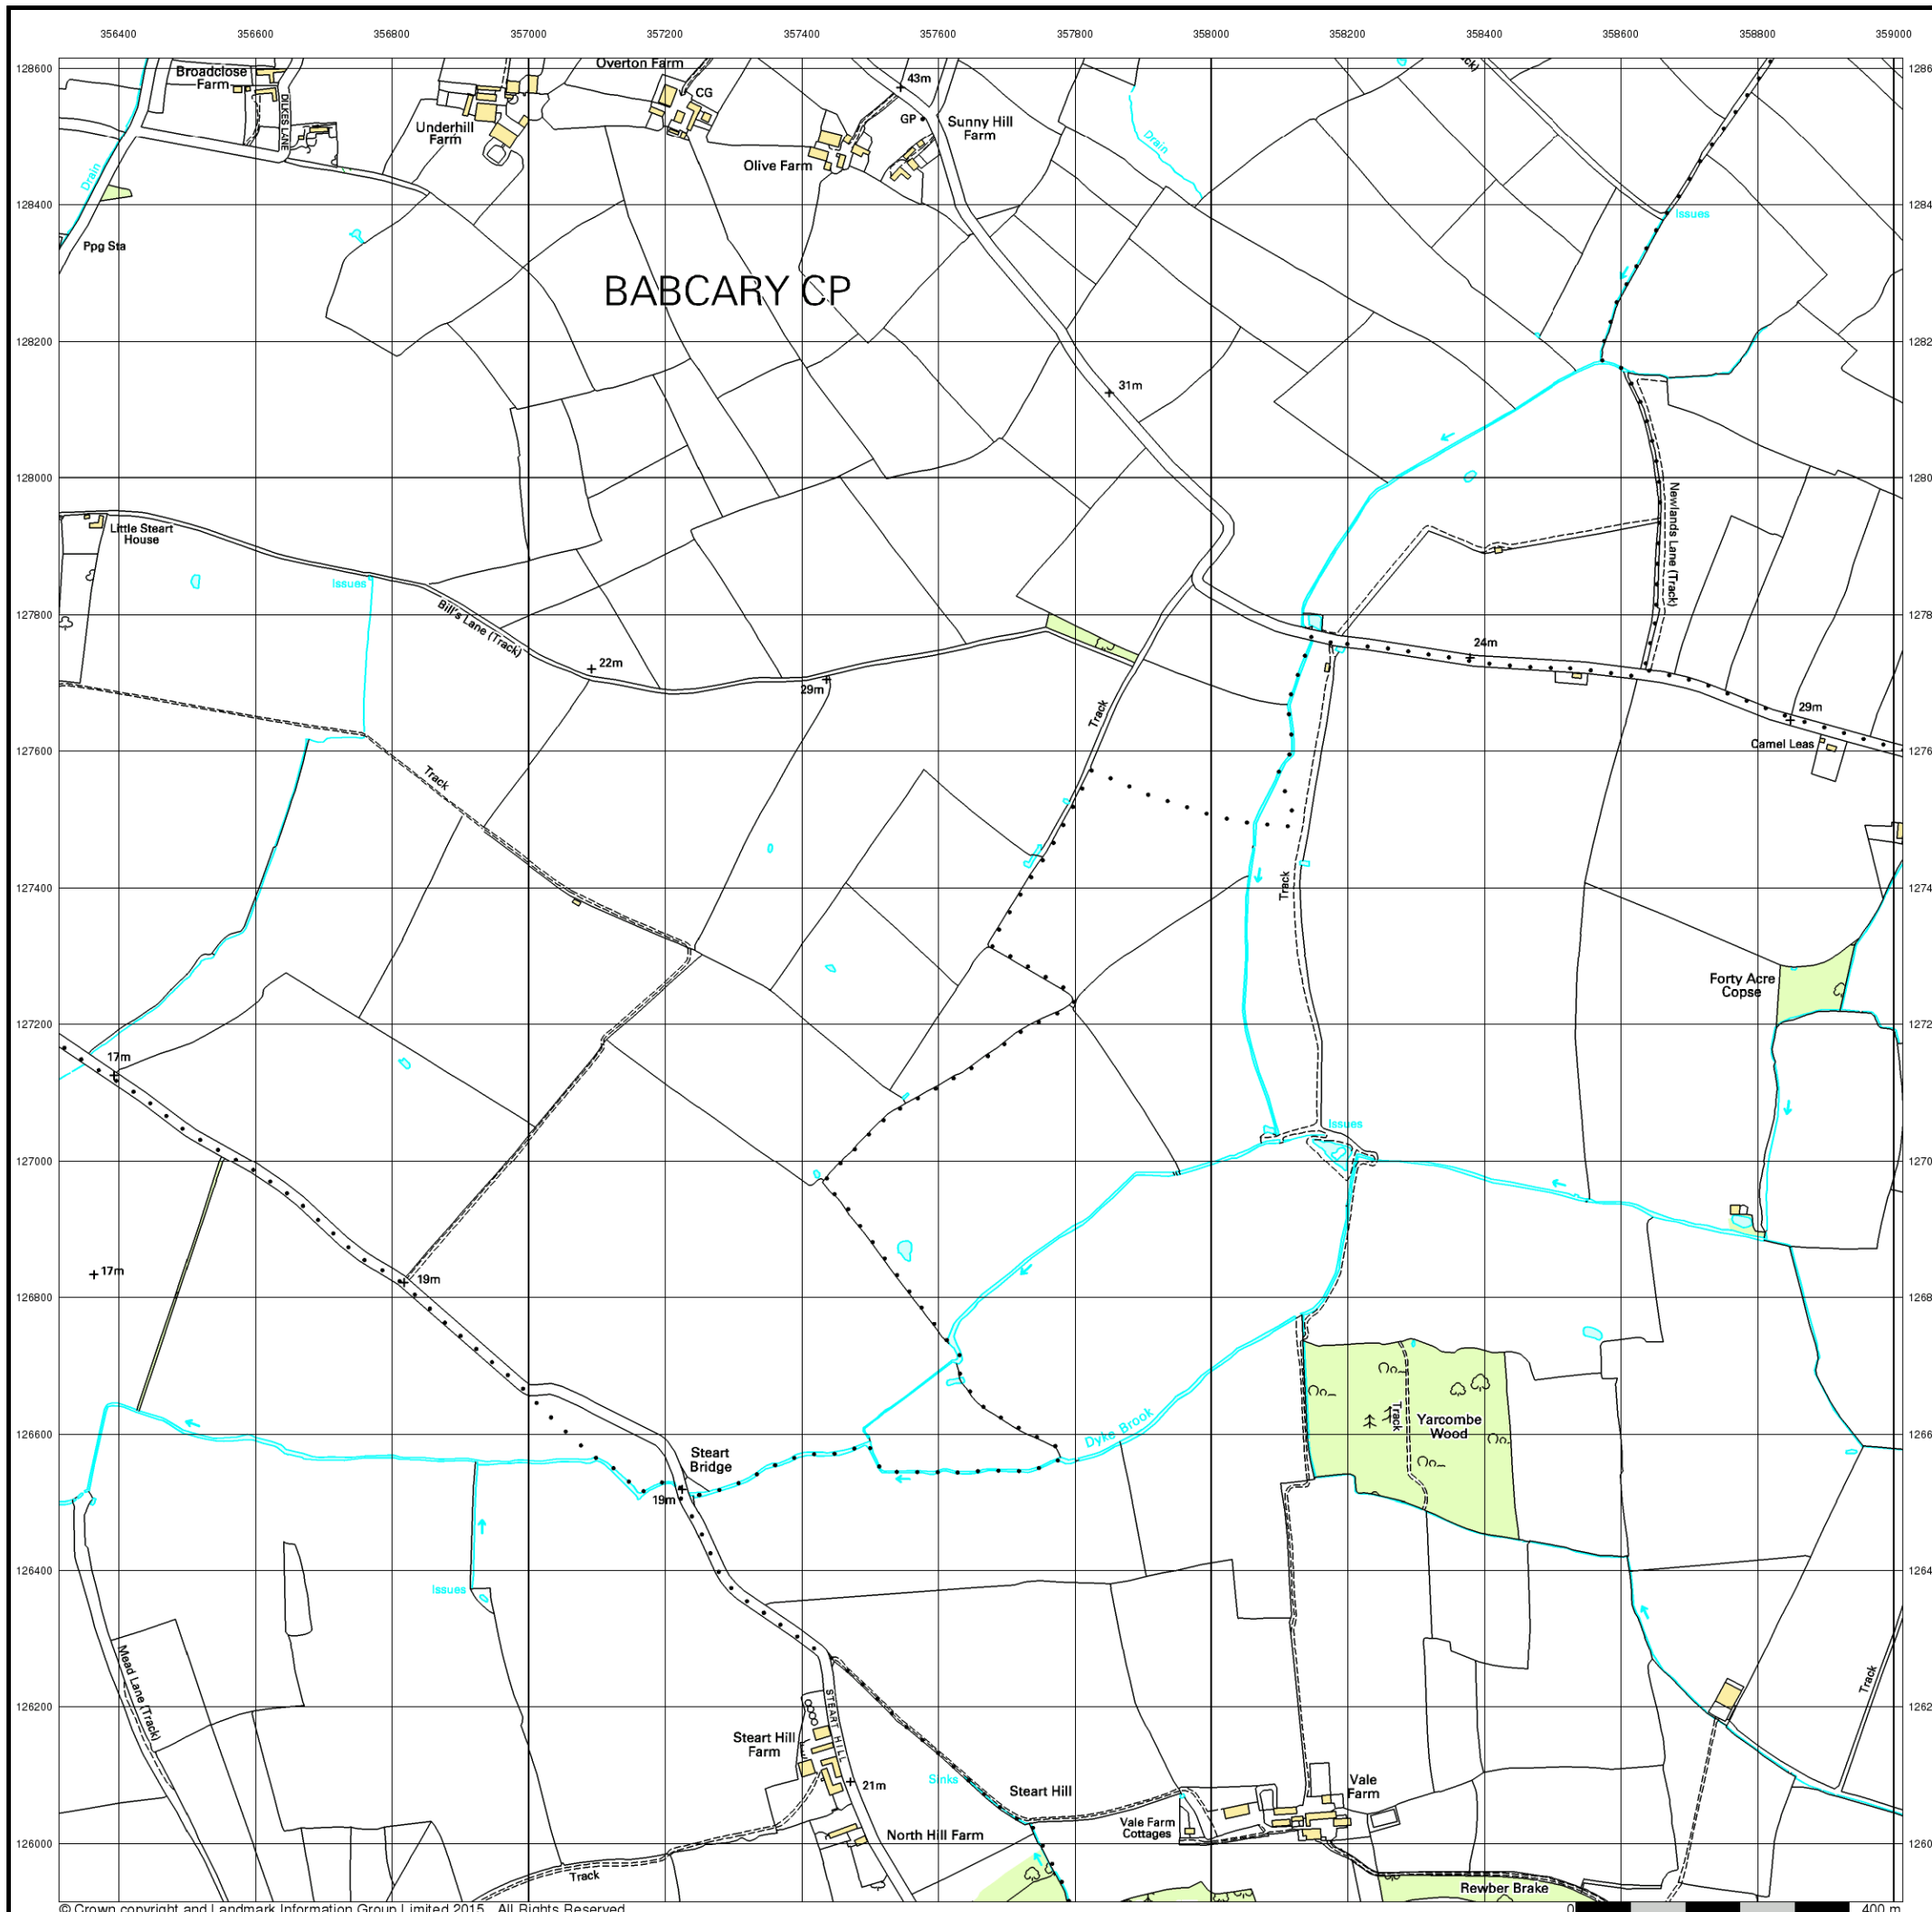 356400 356600 356800 357000 357200 357400 357600 357800 358000 358200 358400 358600 358800 359000
128600
Broadclose
Farm
DILKES LANE
Underhill
Farm
Overton Farm
CG
43m
GP
Sunny Hill
Farm
Olive Farm
Drain
Drain
Ppg Sta
128400
Issues
BABCARY CP
128200
31m
128000
Little Steart
House
Issues
Newlands Lane (Track)
127800
Bill's Lane (Track)
22m
29m
24m
29m
Camel Leas
Track
127600
Track
127400
Track
Forty Acre
Copse
127200
17m
Issues
127000
17m
19m
126800
Yarcombe
Wood
Track
Dyke Brook
126600
Steart
Bridge
19m
126400
Issues
Mead Lane (Track)
Track
126200
STEART HILL
Steart Hill
Farm
21m
Sinks
Steart Hill
Vale
Farm
Vale Farm
Cottages
North Hill Farm
126000
Track
Rewber Brake
© Crown copyright and Landmark Information Group Limited 2015. All Rights Reserved.
0 400 m